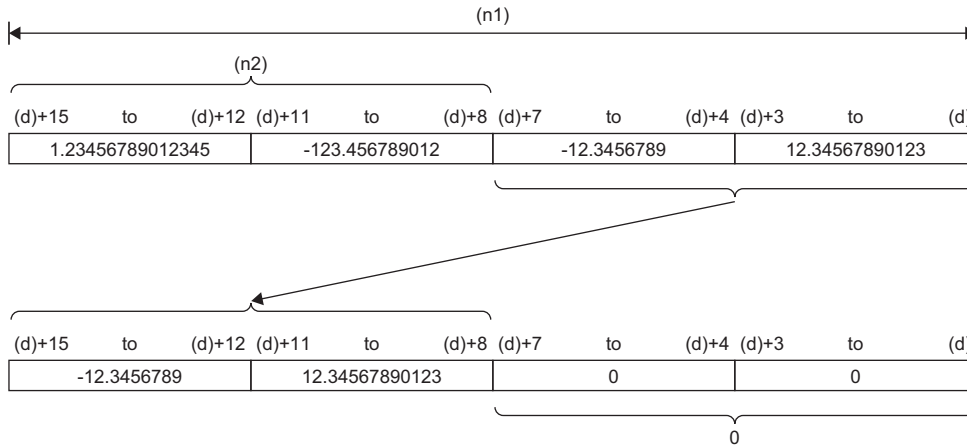 (n1)
(n2)
(d)+15 to (d)+12 (d)+11 to (d)+8 (d)+7 to (d)+4 (d)+3 to (d)
1.23456789012345 -123.456789012 -12.3456789 12.34567890123
(d)+15 to (d)+12 (d)+11 to (d)+8 (d)+7 to (d)+4 (d)+3 to (d)
-12.3456789 12.34567890123 0 0
0